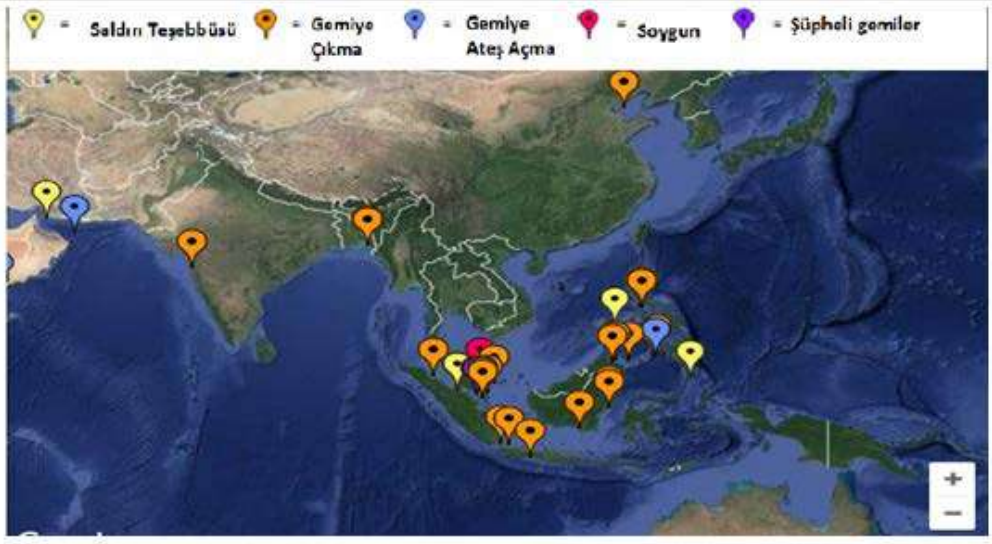 = Saldırı Teşebbüsü = Gemiye Çıkma = Gemiye Ateş Açma = Soygun = Şüpheli gemiler
+
−